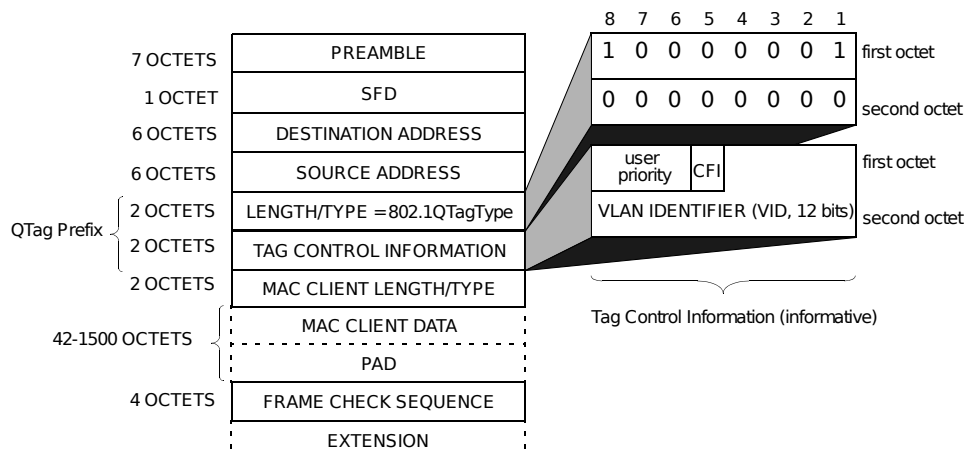 8 7 6 5 4 3 2 1
7 OCTETS PREAMBLE 1 0 0 0 0 0 0 1 first octet
1 OCTET SFD 0 0 0 0 0 0 0 0 second octet
6 OCTETS DESTINATION ADDRESS
6 OCTETS SOURCE ADDRESS
user priority CFI first octet
QTag Prefix
2 OCTETS LENGTH/TYPE = 802.1QTagType
VLAN IDENTIFIER (VID, 12 bits) second octet
2 OCTETS TAG CONTROL INFORMATION
2 OCTETS MAC CLIENT LENGTH/TYPE
Tag Control Information (informative)
42-1500 OCTETS
MAC CLIENT DATA
PAD
4 OCTETS FRAME CHECK SEQUENCE
EXTENSION